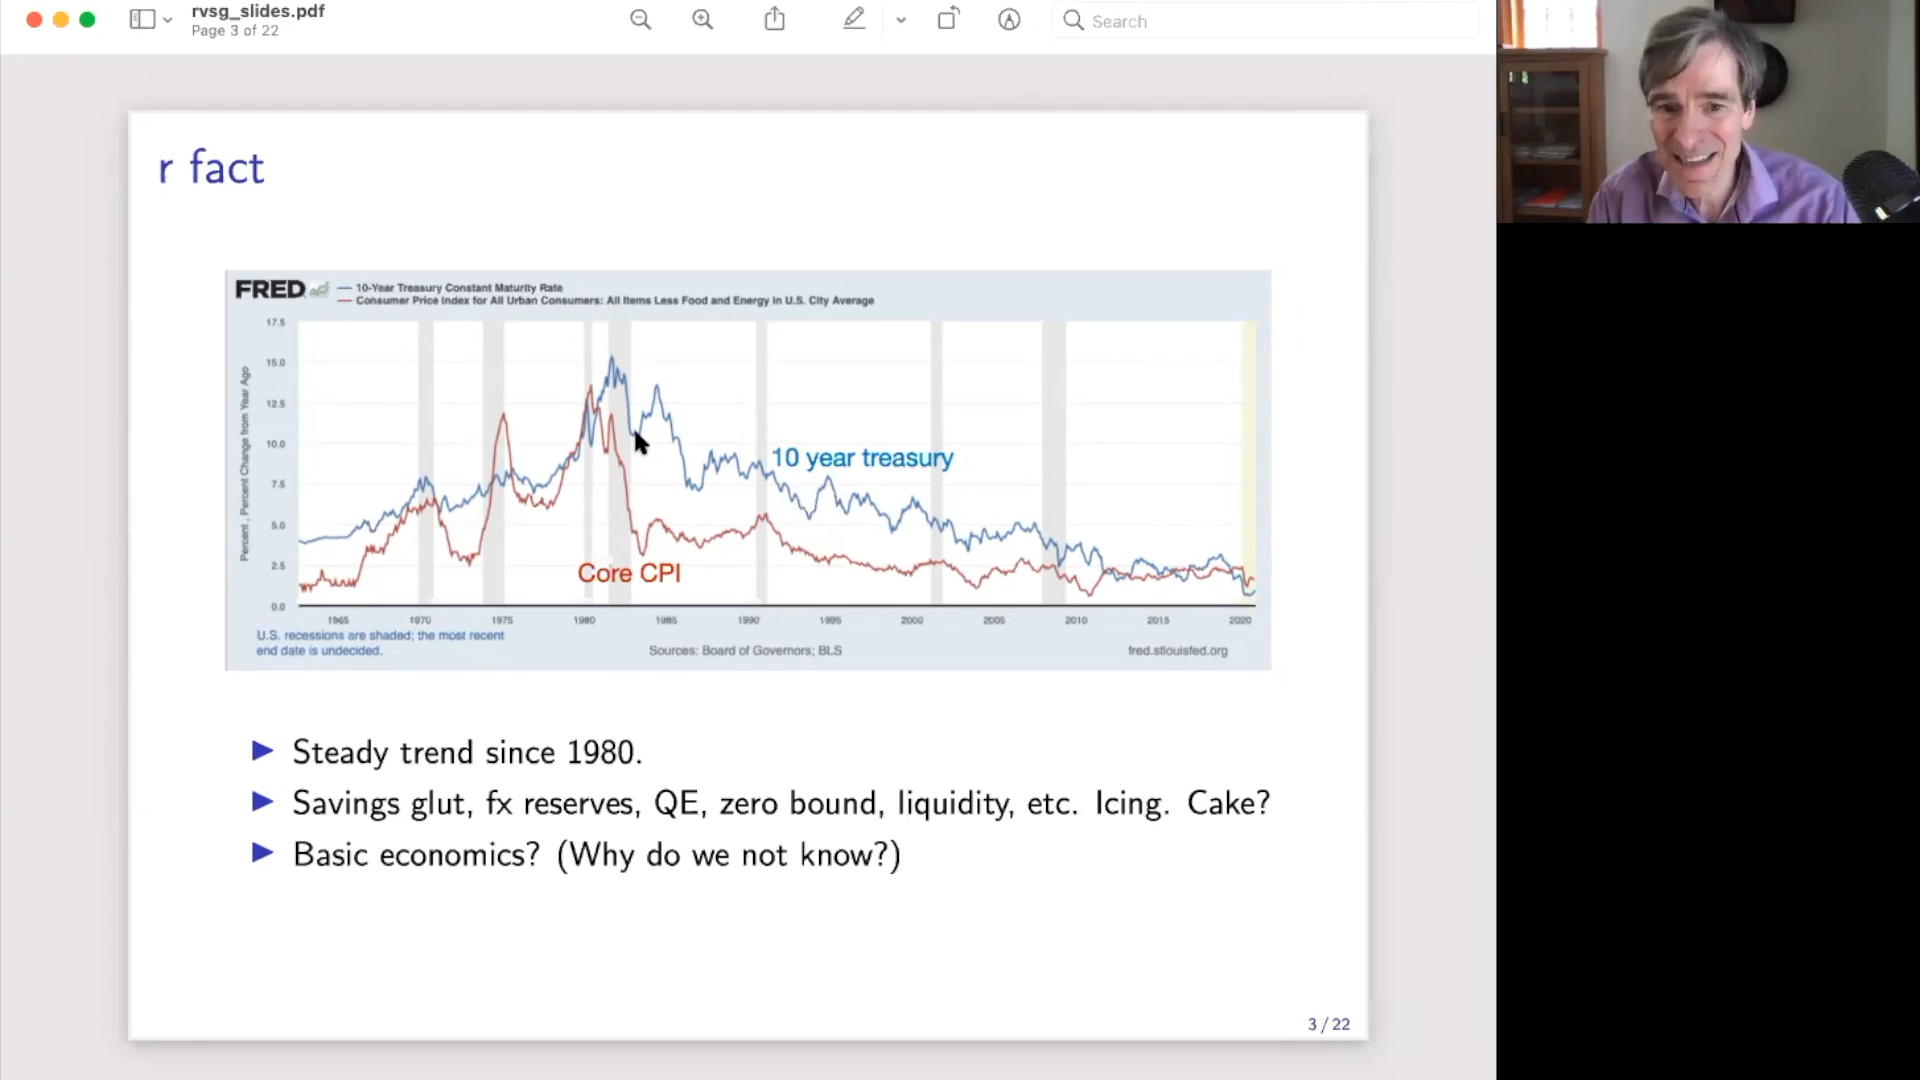 rvsg_slides.pdf
Page 3 of 22
Search
r fact
FRED
10-Year Treasury Constant Maturity Rate
Consumer Price Index for All Urban Consumers: All Items Less Food and Energy in U.S. City Average
Percent , Percent Change from Year Ago
17.5
15.0
12.5
10.0
7.5
5.0
2.5
0.0
10 year treasury
Core CPI
1965 1970 1975 1980 1985 1990 1995 2000 2005 2010 2015 2020
U.S. recessions are shaded; the most recent
end date is undecided.
Sources: Board of Governors; BLS
fred.stlouisfed.org
Steady trend since 1980.
Savings glut, fx reserves, QE, zero bound, liquidity, etc. Icing. Cake?
Basic economics? (Why do we not know?)
3 / 22